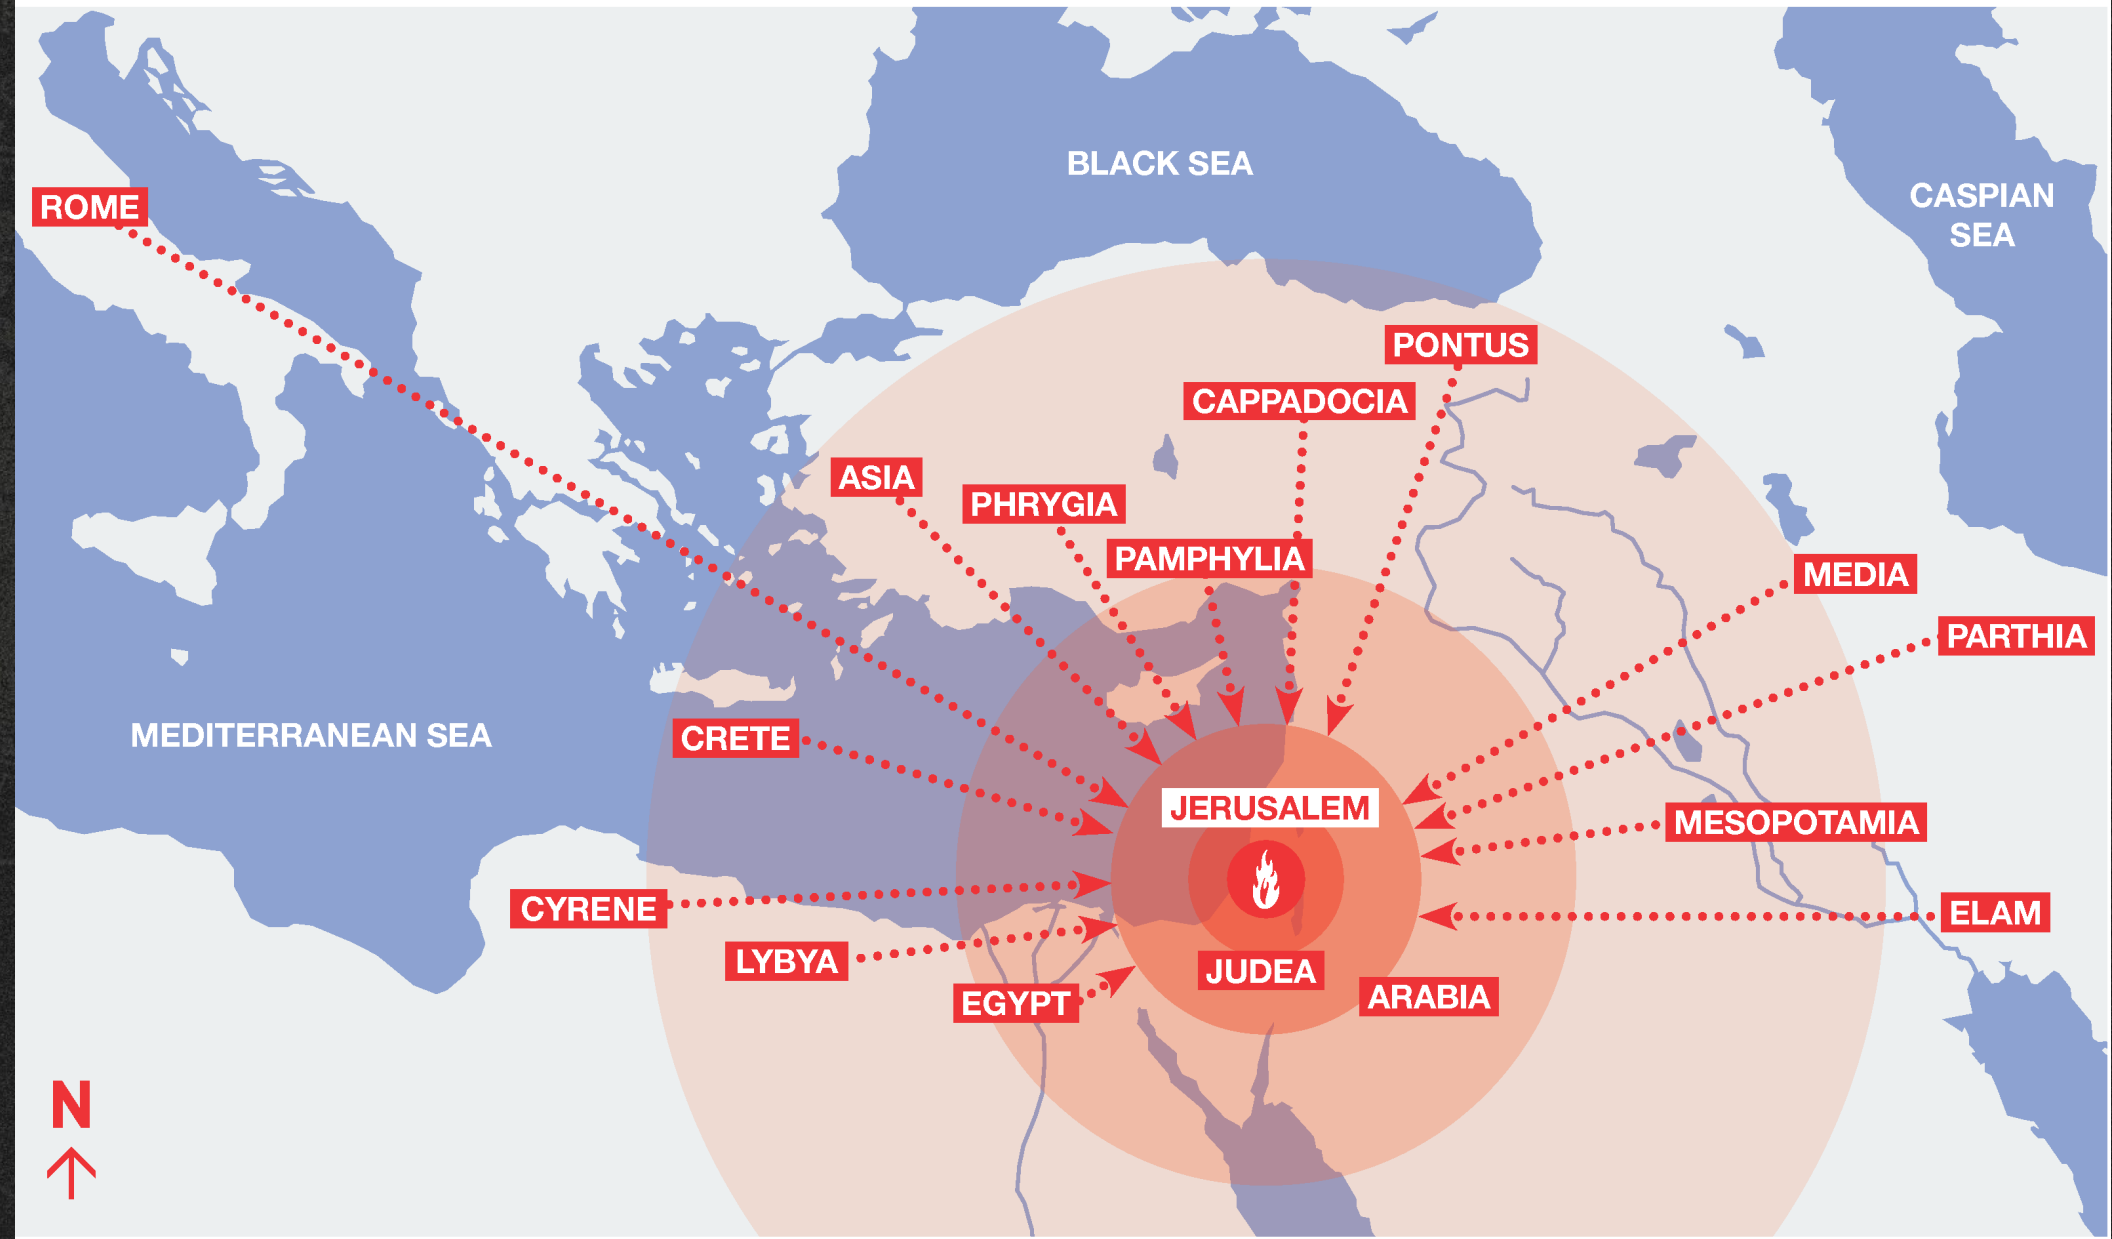 BLACK SEA
CASPIAN
SEA
ROME
PONTUS
CAPPADOCIA
ASIA
PHRYGIA
PAMPHYLIA
MEDIA
PARTHIA
MEDITERRANEAN SEA
CRETE
JERUSALEM
MESOPOTAMIA
CYRENE
ELAM
LYBYA
JUDEA
EGYPT
ARABIA
N